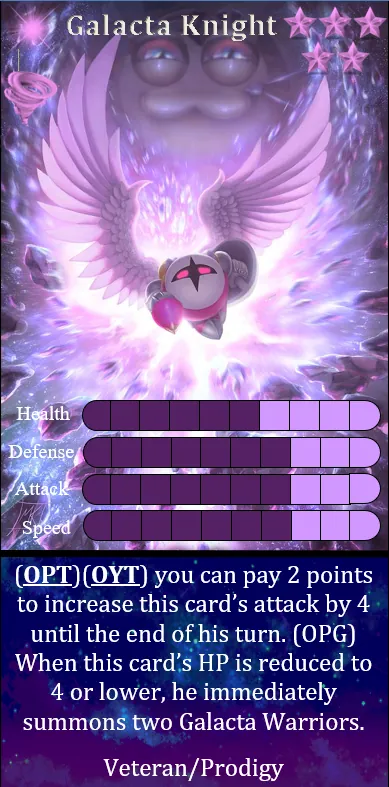 Galacta Knight
Health
Defense
Attack
Speed
(OPT)(OYT) you can pay 2 points
to increase this card's attack by 4
until the end of his turn. (OPG)
When this card's HP is reduced to
4 or lower, he immediately
summons two Galacta Warriors.
Veteran/Prodigy